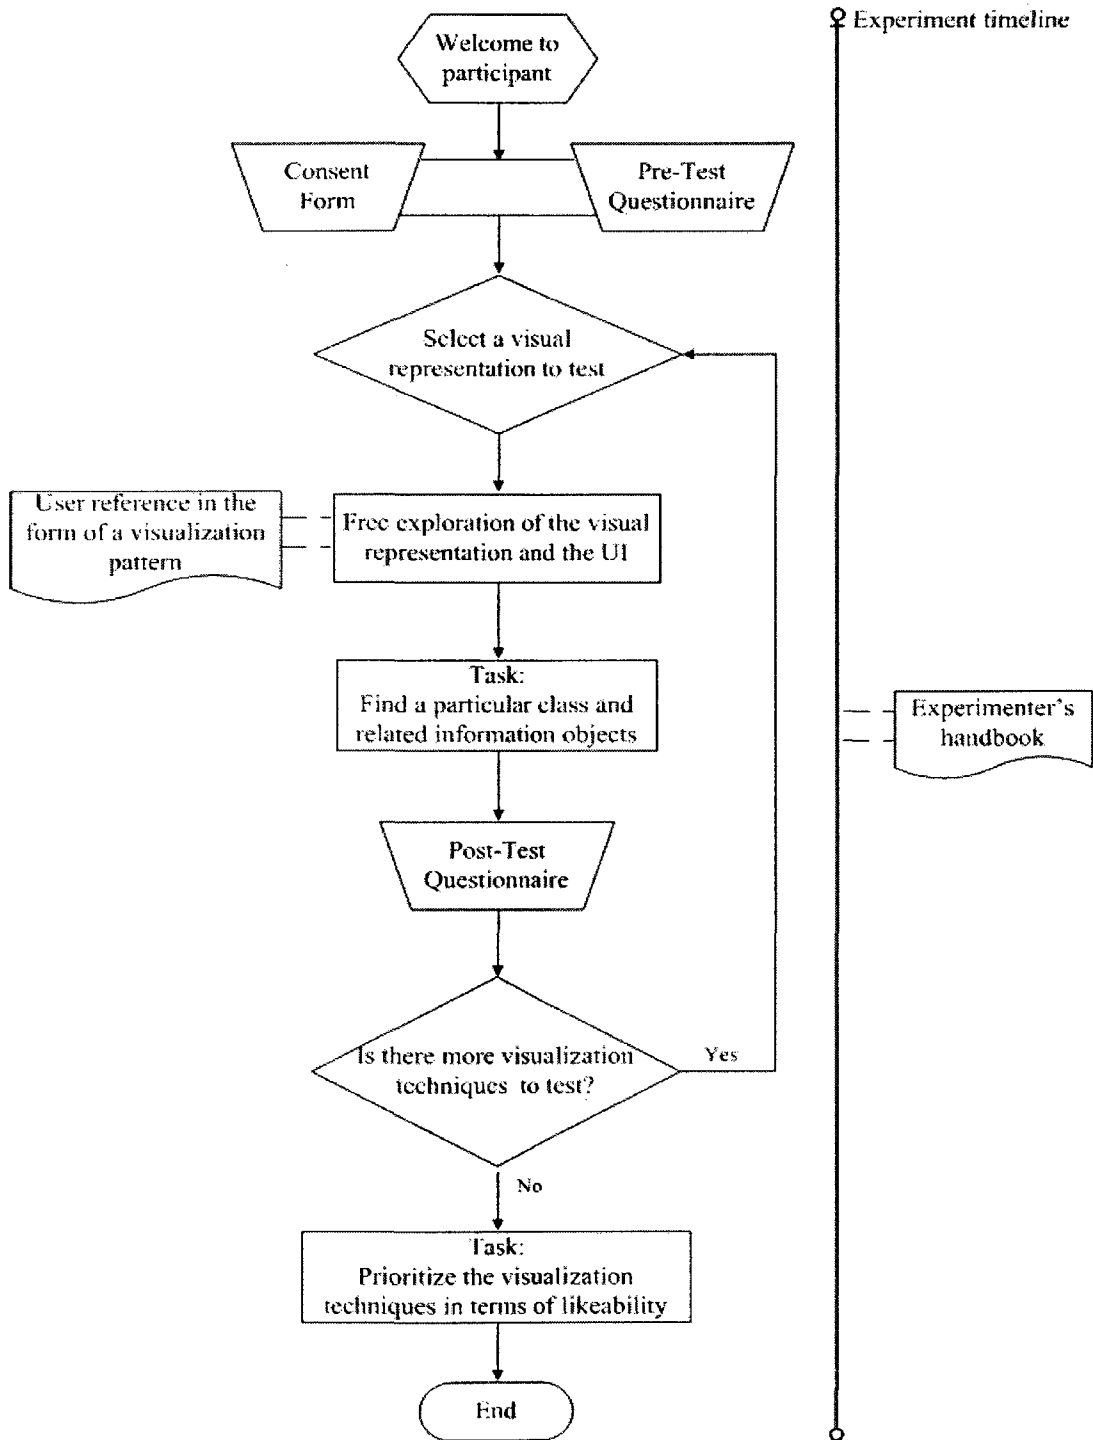 Experiment timeline
Welcome to
participant
Consent
Form
Pre-Test
Questionnaire
Select a visual
representation to test
User reference in the
form of a visualization
pattern
Free exploration of the visual
representation and the UI
Task:
Find a particular class and
related information objects
Experimenter's
handbook
Post-Test
Questionnaire
Is there more visualization
techniques to test?
Yes
No
Task:
Prioritize the visualization
techniques in terms of likeability
End